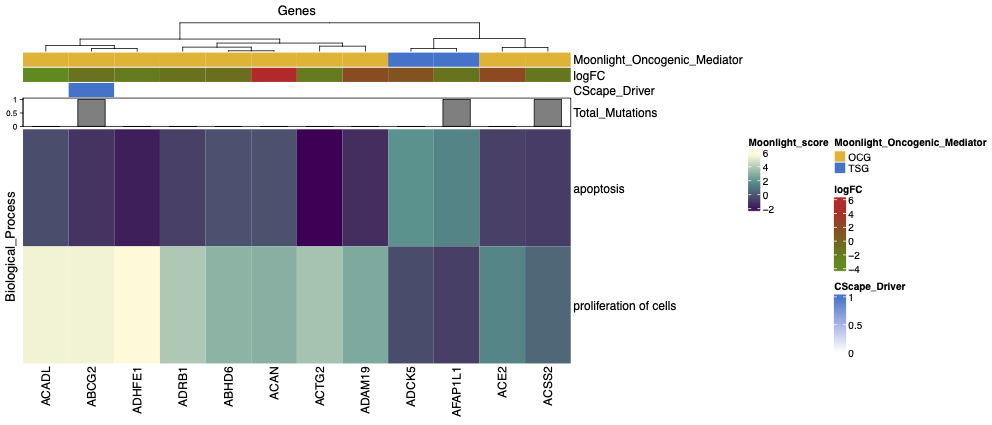 Genes
Moonlight_Oncogenic_Mediator
logFC
CScape_Driver
1
0.5
0
Total_Mutations
Biological_Process
apoptosis
proliferation of cells
ACADL
ABCG2
ADHFE1
ADRB1
ABHD6
ACAN
ACTG2
ADAM19
ADCK5
AFAP1L1
ACE2
ACSS2
Moonlight_score
6
4
2
0
−2
Moonlight_Oncogenic_Mediator
OCG
TSG
logFC
6
4
2
−2
−4
CScape_Driver
1
0.5
0